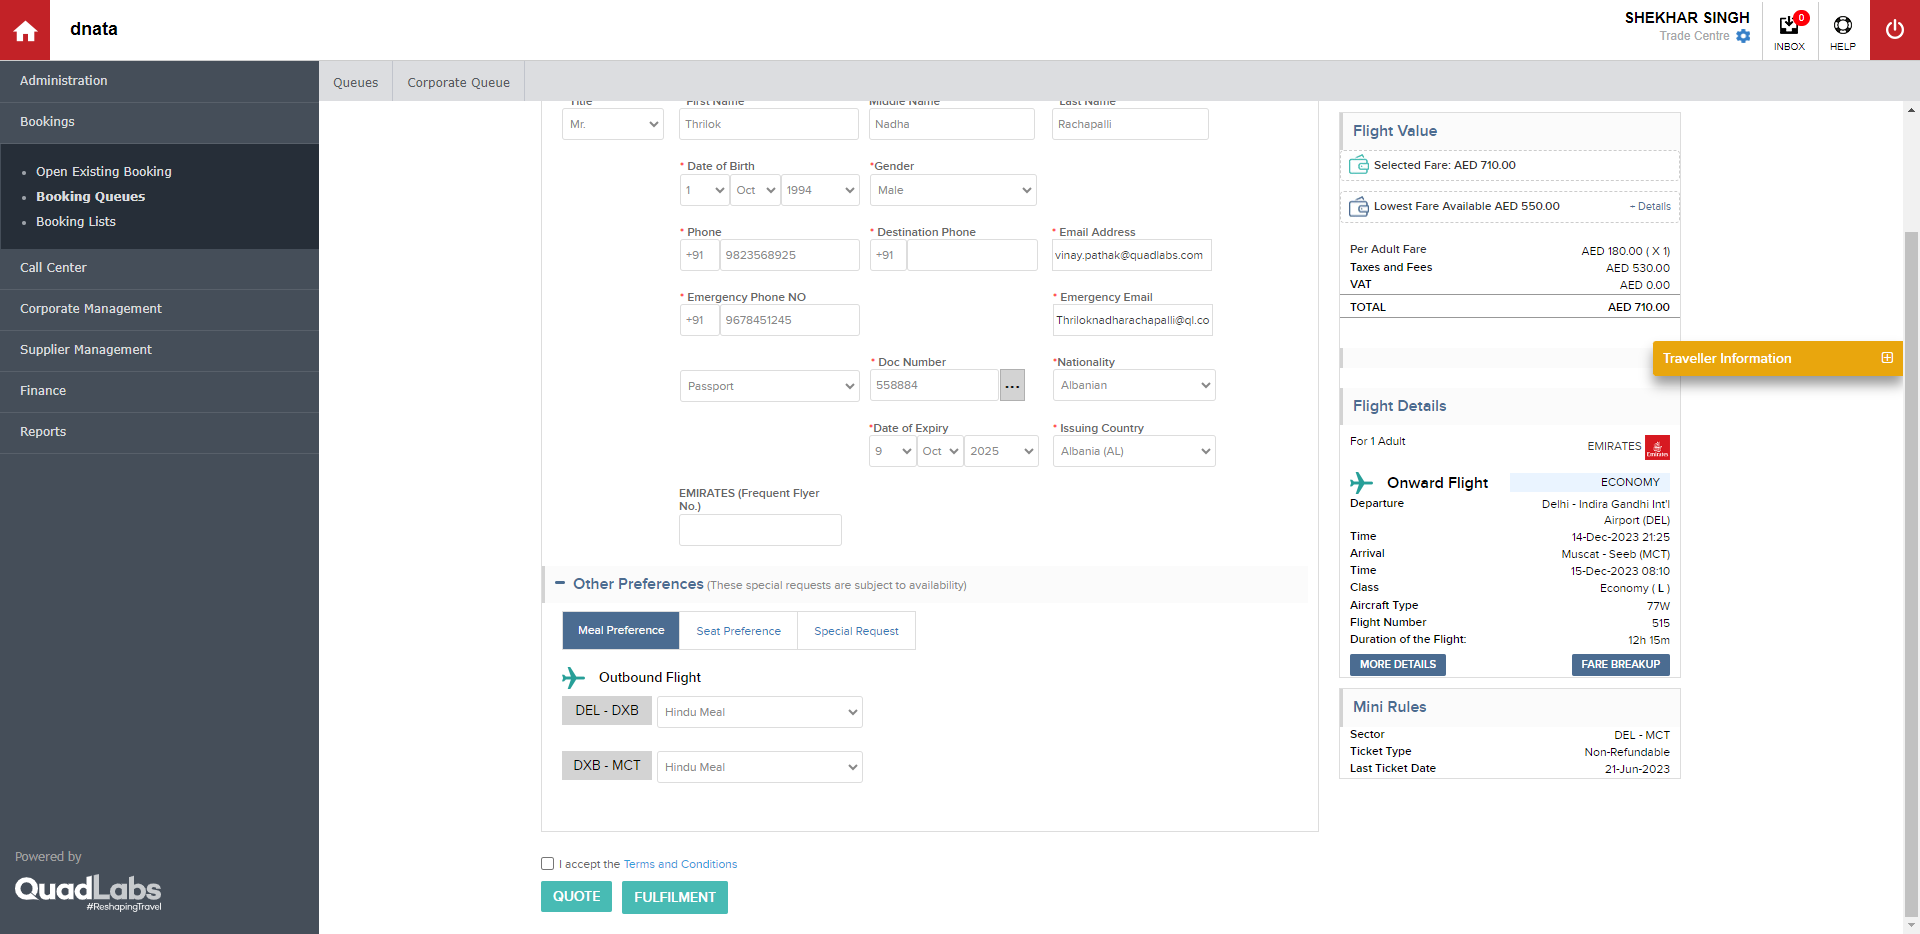 dnata
SHEKHAR SINGH
Trade Centre
0
INBOX
HELP
Administration
Bookings
Open Existing Booking
Booking Queues
Booking Lists
Call Center
Corporate Management
Supplier Management
Finance
Reports
Powered by
QuadLabs
#ReshapingTravel
Queues
Corporate Queue
Title First Name Middle Name Last Name
Mr. Thrilok Nadha Rachapalli
* Date of Birth *Gender
1 Oct 1994 Male
* Phone * Destination Phone * Email Address
+91 9823568925 +91 vinay.pathak@quadlabs.com
* Emergency Phone NO * Emergency Email
+91 9678451245 Thriloknadharachapalli@ql.co
* Doc Number *Nationality
Passport 558884 ... Albanian
*Date of Expiry * Issuing Country
9 Oct 2025 Albania (AL)
EMIRATES (Frequent Flyer
No.)
Other Preferences (These special requests are subject to availability)
Meal Preference Seat Preference Special Request
Outbound Flight
DEL - DXB Hindu Meal
DXB - MCT Hindu Meal
I accept the Terms and Conditions
QUOTE FULFILMENT
Flight Value
Selected Fare: AED 710.00
Lowest Fare Available AED 550.00 + Details
Per Adult Fare AED 180.00 ( X 1)
Taxes and Fees AED 530.00
VAT AED 0.00
TOTAL AED 710.00
Traveller Information
Flight Details
For 1 Adult EMIRATES Emirates
Onward Flight ECONOMY
Departure Delhi - Indira Gandhi Int'l
Airport (DEL)
Time 14-Dec-2023 21:25
Arrival Muscat - Seeb (MCT)
Time 15-Dec-2023 08:10
Class Economy ( L )
Aircraft Type 77W
Flight Number 515
Duration of the Flight: 12h 15m
MORE DETAILS FARE BREAKUP
Mini Rules
Sector DEL - MCT
Ticket Type Non-Refundable
Last Ticket Date 21-Jun-2023